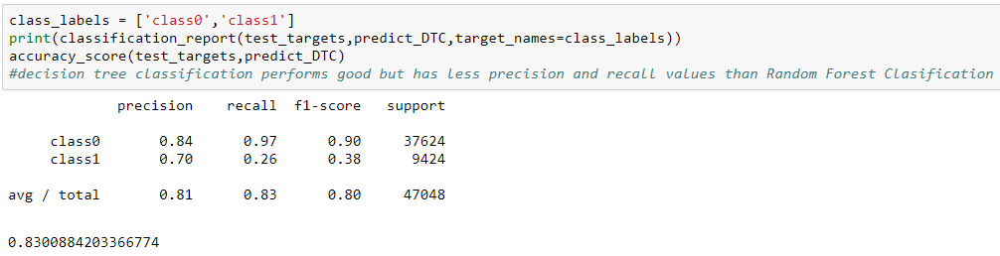 class_labels = ['class0','class1']
print(classification_report(test_targets,predict_DTC,target_names=class_labels))
accuracy_score(test_targets,predict_DTC)
#decision tree classification performs good but has less precision and recall values than Random Forest Clasification
precision recall f1-score support
class0 0.84 0.97 0.90 37624
class1 0.70 0.26 0.38 9424
avg / total 0.81 0.83 0.80 47048
0.8300884203366774